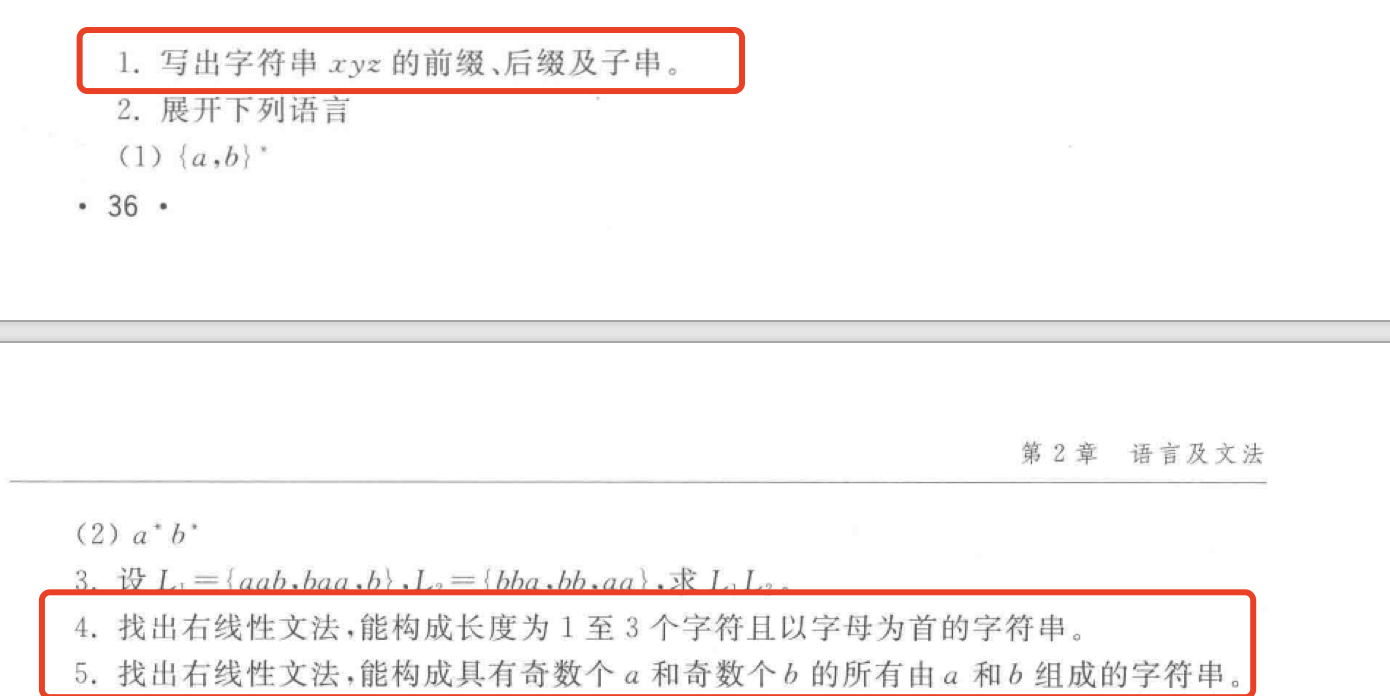 1. 写出字符串 xyz 的前缀、后缀及子串。
2. 展开下列语言
(1) {a,b}*
• 36 •
第 2 章 语言及文法
(2) a*b*
3. 设 L₁={aab,baa,b},L₂={bba,bb,aa},求 L₁L₂。
4. 找出右线性文法,能构成长度为 1 至 3 个字符且以字母为首的字符串。
5. 找出右线性文法,能构成具有奇数个 a 和奇数个 b 的所有由 a 和 b 组成的字符串。